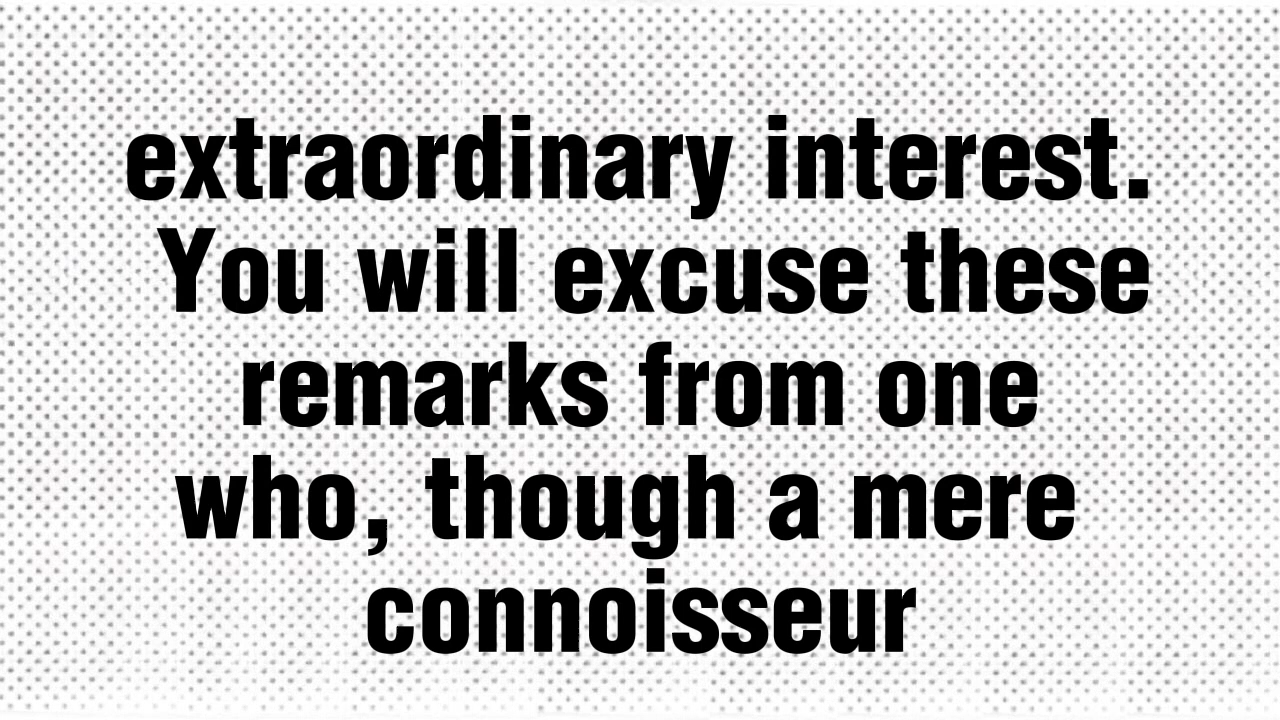 extraordinary interest.
You will excuse these
remarks from one
who, though a mere
connoisseur